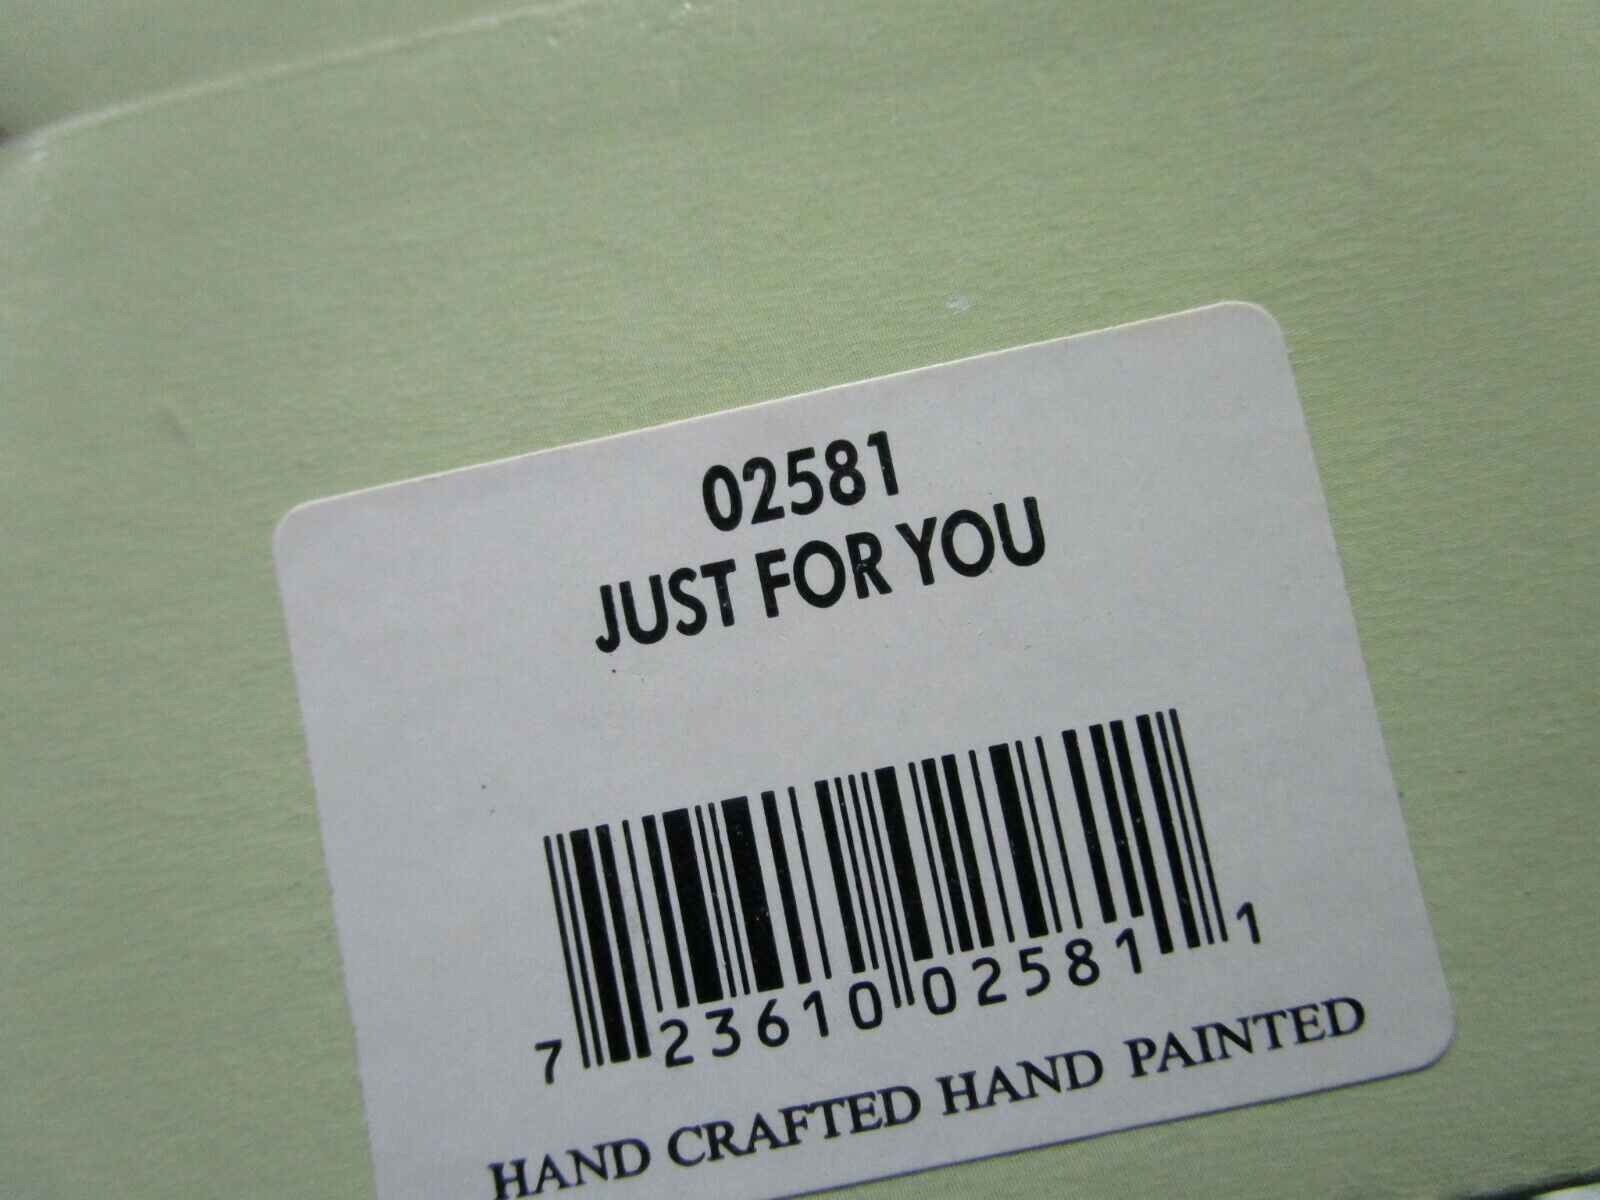 02581
JUST FOR YOU
7 23610 02581 1
HAND CRAFTED HAND PAINTED